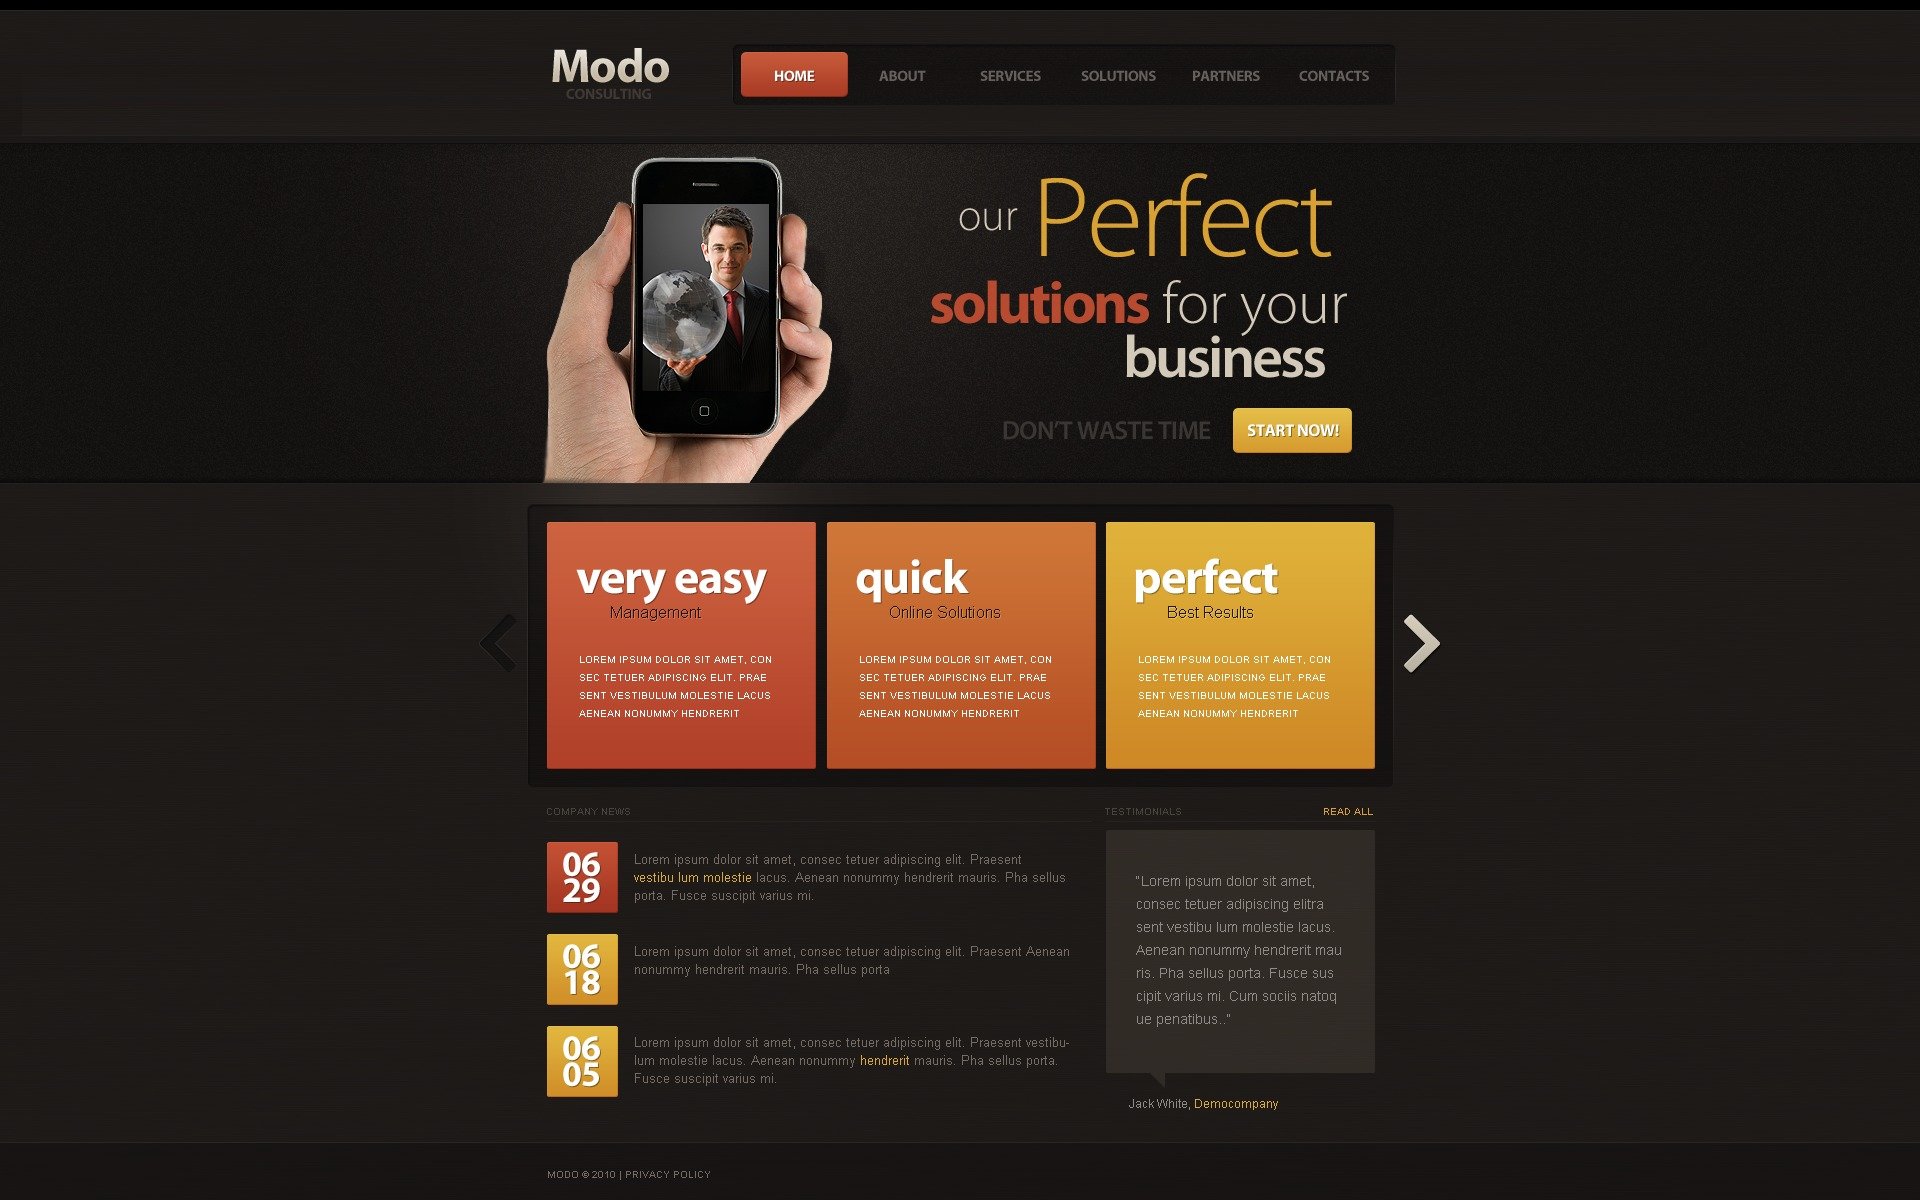 Modo
CONSULTING
HOME ABOUT SERVICES SOLUTIONS PARTNERS CONTACTS
our Perfect
solutions for your
business
DON'T WASTE TIME START NOW!
very easy
Management
LOREM IPSUM DOLOR SIT AMET, CON
SEC TETUER ADIPISCING ELIT. PRAE
SENT VESTIBULUM MOLESTIE LACUS
AENEAN NONUMMY HENDRERIT
quick
Online Solutions
LOREM IPSUM DOLOR SIT AMET, CON
SEC TETUER ADIPISCING ELIT. PRAE
SENT VESTIBULUM MOLESTIE LACUS
AENEAN NONUMMY HENDRERIT
perfect
Best Results
LOREM IPSUM DOLOR SIT AMET, CON
SEC TETUER ADIPISCING ELIT. PRAE
SENT VESTIBULUM MOLESTIE LACUS
AENEAN NONUMMY HENDRERIT
COMPANY NEWS
06
29
Lorem ipsum dolor sit amet, consec tetuer adipiscing elit. Praesent
vestibu lum molestie lacus. Aenean nonummy hendrerit mauris. Pha sellus
porta. Fusce suscipit varius mi.
06
18
Lorem ipsum dolor sit amet, consec tetuer adipiscing elit. Praesent Aenean
nonummy hendrerit mauris. Pha sellus porta
06
05
Lorem ipsum dolor sit amet, consec tetuer adipiscing elit. Praesent vestibu-
lum molestie lacus. Aenean nonummy hendrerit mauris. Pha sellus porta.
Fusce suscipit varius mi.
TESTIMONIALS READ ALL
"Lorem ipsum dolor sit amet,
consec tetuer adipiscing elitra
sent vestibu lum molestie lacus.
Aenean nonummy hendrerit mau
ris. Pha sellus porta. Fusce sus
cipit varius mi. Cum sociis natoq
ue penatibus.."
Jack White, Democompany
MODO © 2010 | PRIVACY POLICY